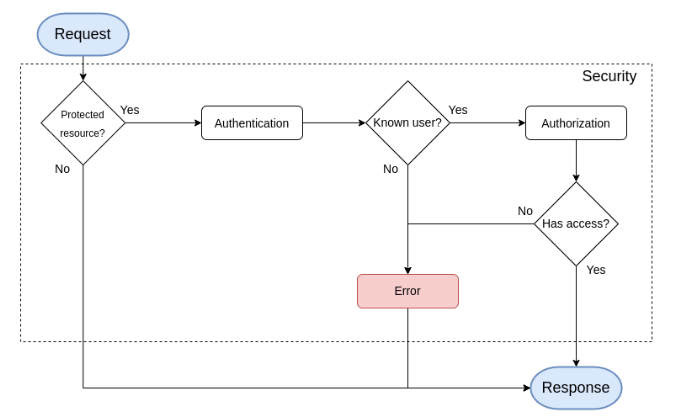 Request
Security
Protected
resource?
Yes
Authentication
Known user?
Yes
Authorization
No
No
No
Has access?
Yes
Error
Response